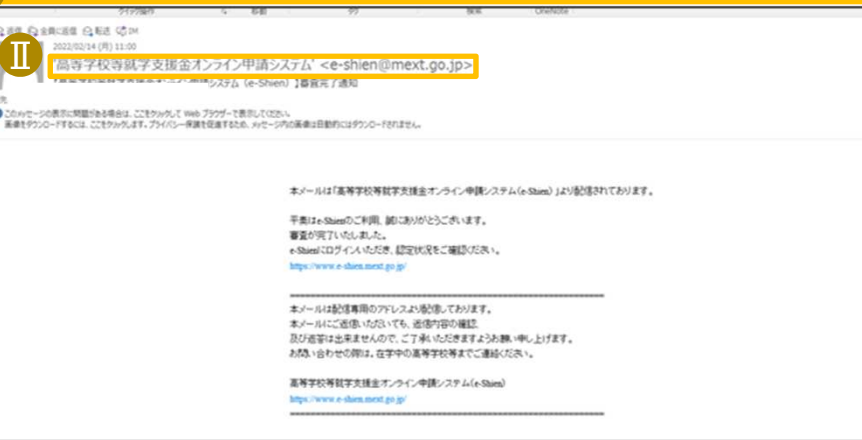 クイック操作 移動 タグ 検索 OneNote
返信 全員に返信 転送 IM
2022/02/14 (月) 11:00
Ⅱ
'高等学校等就学支援金オンライン申請システム' <e-shien@mext.go.jp>
【高等学校等就学支援金オンライン申請システム（e-Shien）】審査完了通知
宛先
このメッセージの表示に問題がある場合は、ここをクリックして Web ブラウザーで表示してください。
画像をダウンロードするには、ここをクリックします。プライバシー保護を促進するため、メッセージ内の画像は自動的にはダウンロードされません。
本メールは「高等学校等就学支援金オンライン申請システム(e-Shien)」より配信されております。
平素はe-Shienのご利用、誠にありがとうございます。
審査が完了いたしました。
e-Shienにログインいただき、認定状況をご確認ください。
https://www.e-shien.mext.go.jp/
本メールは配信専用のアドレスより配信しております。
本メールにご返信いただいても、返信内容の確認、
及び返答は出来ませんので、ご了承いただきますようお願い申し上げます。
お問い合わせの際は、在学中の高等学校等までご連絡ください。
高等学校等就学支援金オンライン申請システム(e-Shien)
https://www.e-shien.mext.go.jp/